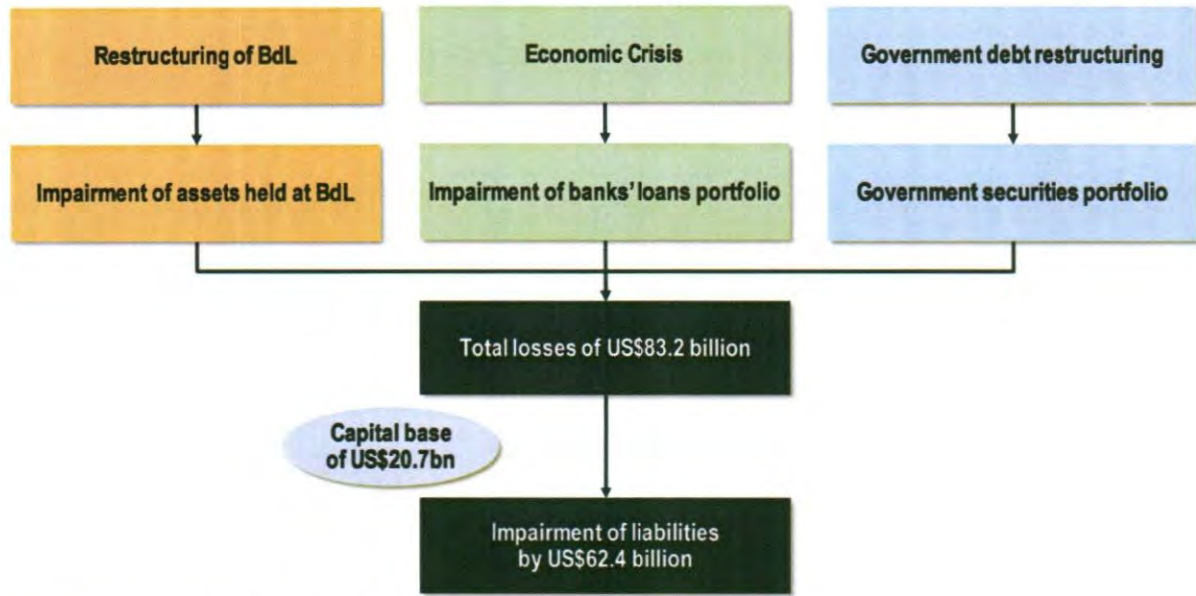 Restructuring of BdL
Economic Crisis
Government debt restructuring
Impairment of assets held at BdL
Impairment of banks' loans portfolio
Government securities portfolio
Total losses of US$83.2 billion
Capital base
of US$20.7bn
Impairment of liabilities
by US$62.4 billion